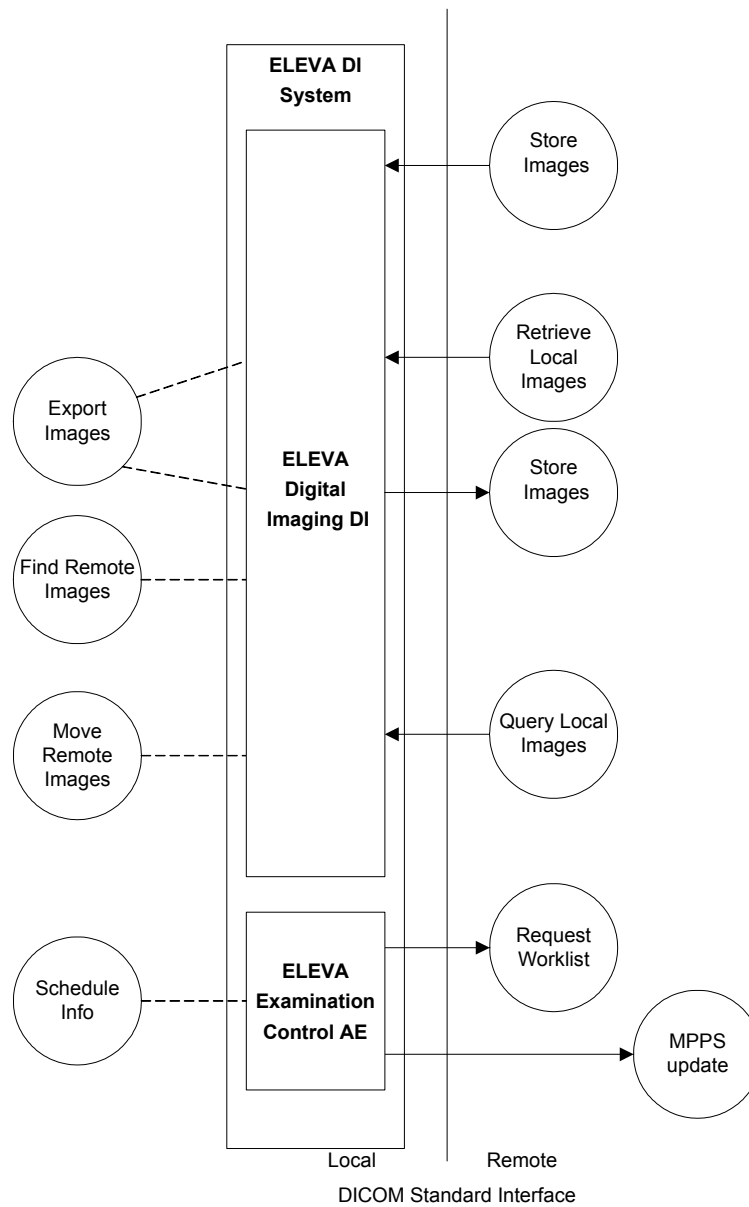 ELEVA DI
System
Store
Images
Retrieve
Local
Images
Export
Images
ELEVA
Digital
Imaging DI
Store
Images
Find Remote
Images
Move
Remote
Images
Query Local
Images
Schedule
Info
ELEVA
Examination
Control AE
Request
Worklist
MPPS
update
Local
Remote
DICOM Standard Interface